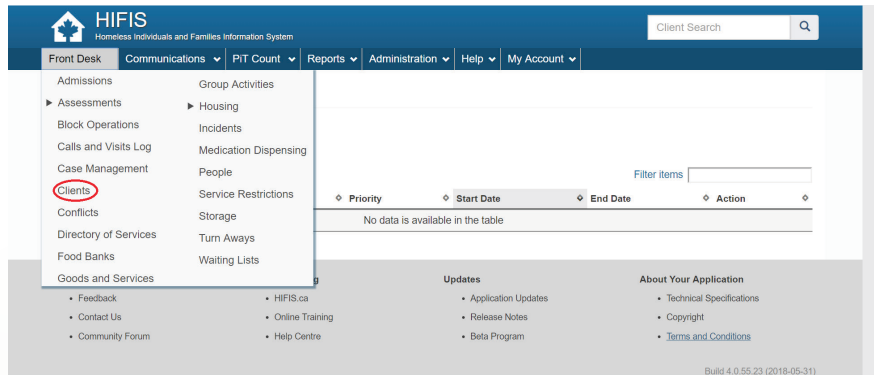 HIFIS
Homeless Individuals and Families Information System
Client Search
Front Desk Communications PiT Count Reports Administration Help My Account
Admissions
Assessments
Block Operations
Calls and Visits Log
Case Management
Clients
Conflicts
Directory of Services
Food Banks
Goods and Services
Group Activities
Housing
Incidents
Medication Dispensing
People
Service Restrictions
Storage
Turn Aways
Waiting Lists
Filter items
Priority Start Date End Date Action
No data is available in the table
Feedback
Contact Us
Community Forum
HIFIS.ca
Online Training
Help Centre
Updates
Application Updates
Release Notes
Beta Program
About Your Application
Technical Specifications
Copyright
Terms and Conditions
Build 4.0.55.23 (2018-05-31)